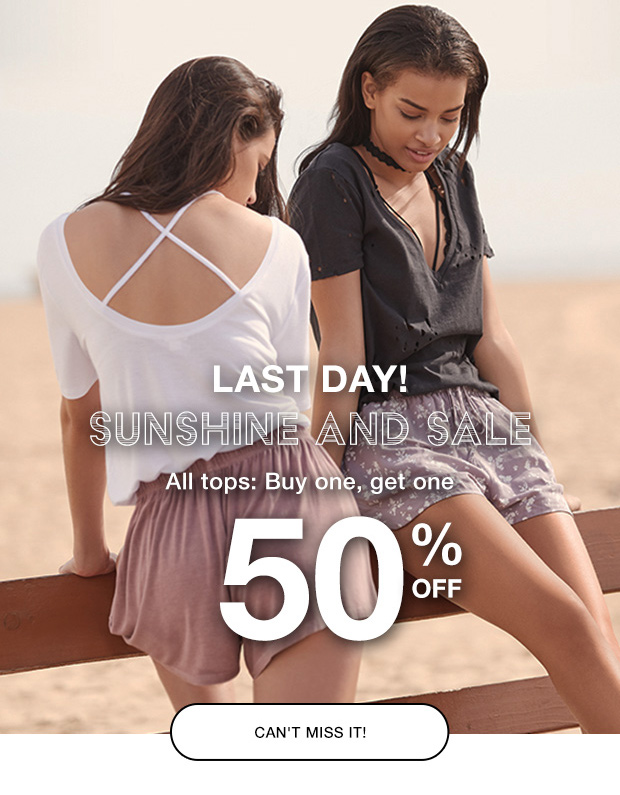 LAST DAY!
SUNSHINE AND SALE
All tops: Buy one, get one
50%
OFF
CAN'T MISS IT!